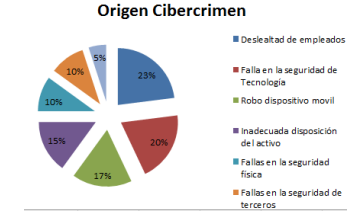 Origen Cibercrimen
5%
10%
23%
10%
15%
20%
17%
Deslealtad de empleados
Falla en la seguridad de
Tecnología
Robo dispositivo movil
Inadecuada disposición
del activo
Fallas en la seguridad
física
Fallas en la seguridad de
terceros